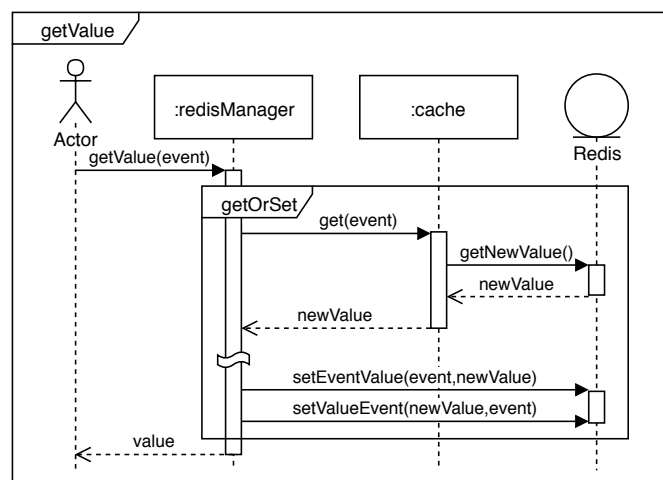 getValue
:redisManager
:cache
Actor
Redis
getValue(event)
getOrSet
get(event)
getNewValue()
newValue
newValue
setEventValue(event,newValue)
setValueEvent(newValue,event)
value